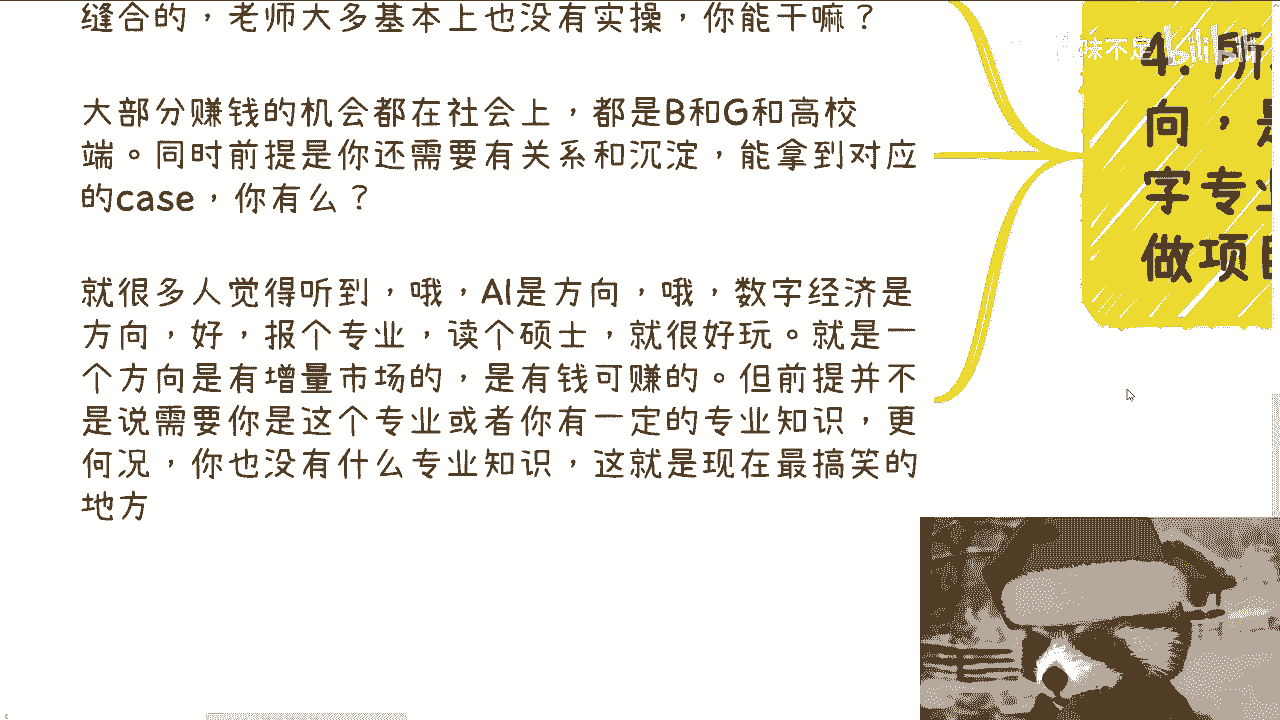 缝合的，老师大多基本上也没有实操，你能干嘛？
大部分赚钱的机会都在社会上，都是B和G和高校
端。同时前提是你还需要有关系和沉淀，能拿到对应
的case，你有么？
就很多人觉得听到，哦，AI是方向，哦，数字经济是
方向，好，报个专业，读个硕士，就很好玩。就是一
个方向是有增量市场的，是有钱可赚的。但前提并不
是说需要你是这个专业或者你有一定的专业知识，更
何况，你也没有什么专业知识，这就是现在最搞笑的
地方
4. 所
向，是
字专业
做项目
不是 bilibili